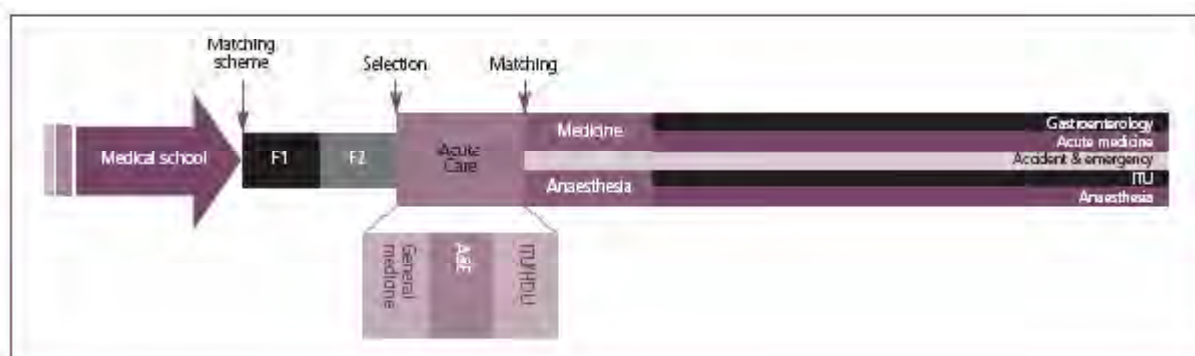 Matching
scheme
Selection
Matching
Medical school
F1
F2
Acute
Care
Medicine
Anaesthesia
Gastroenterology
Acute medicine
Accident & emergency
ITU
Anaesthesia
General
medicine
A&E
ITU/HDU